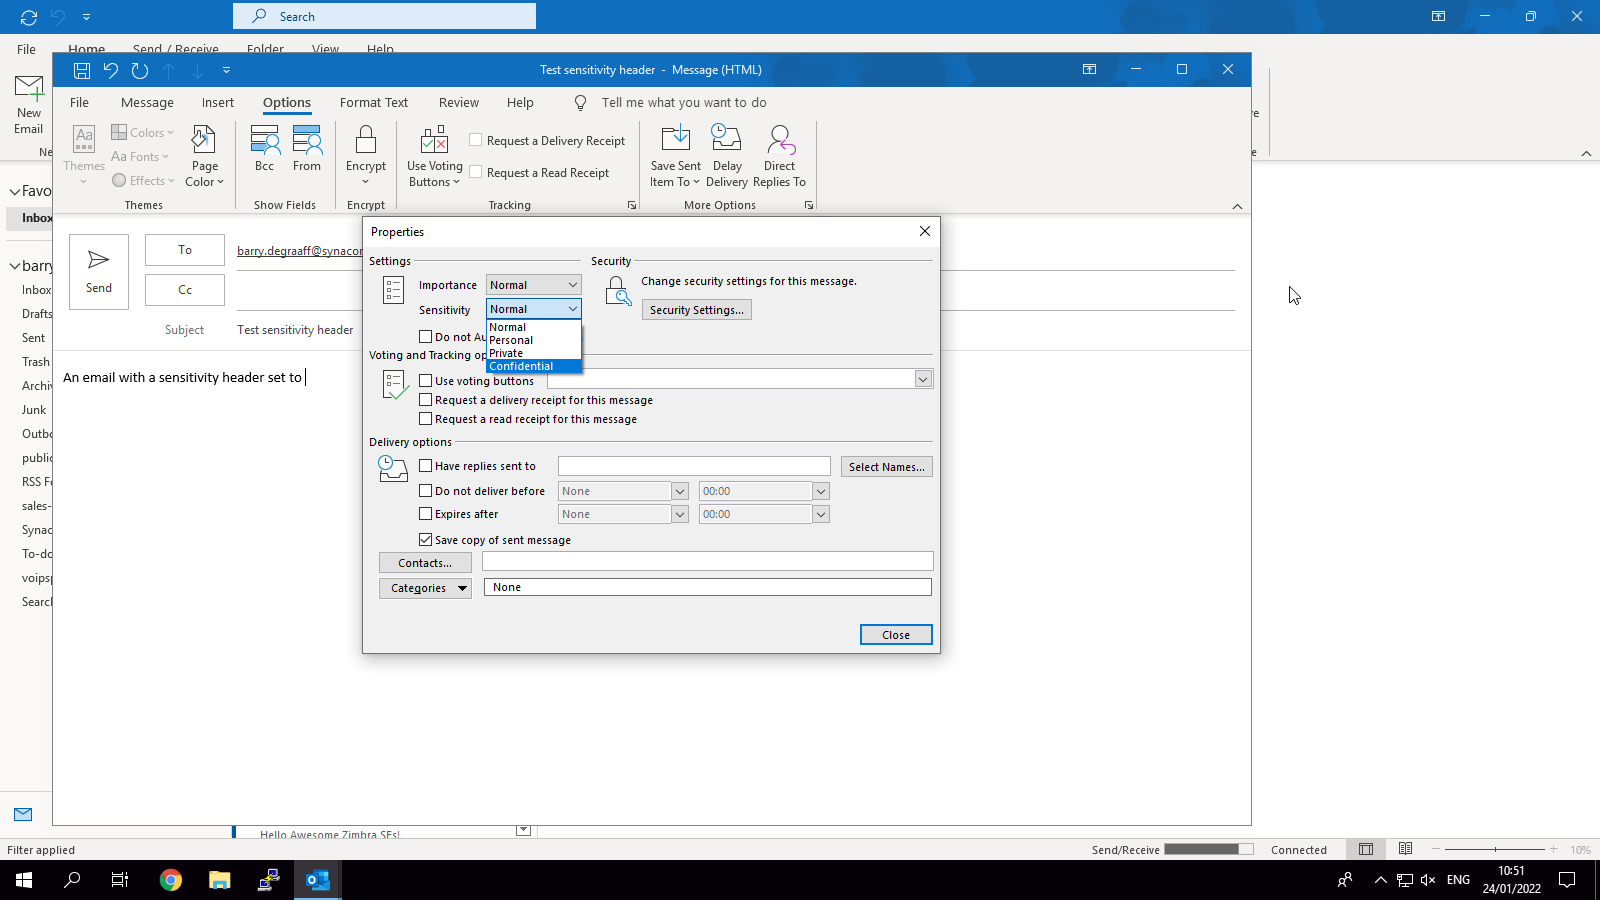 Search
File Home Send / Receive Folder View Help
Test sensitivity header - Message (HTML)
File Message Insert Options Format Text Review Help Tell me what you want to do
New
Email
Aa
Themes
Colors
Aa Fonts
Effects
Page
Color
Themes
Bcc
From
Show Fields
Encrypt
Encrypt
Use Voting
Buttons
Request a Delivery Receipt
Request a Read Receipt
Tracking
Save Sent
Item To
Delay
Delivery
Direct
Replies To
More Options
Favo
Inbox
barry
Inbox
Drafts
Sent
Trash
Archiv
Junk
Outbo
public
RSS Fe
sales-
Synac
To-do
voipsp
Searc
Send
To
barry.degraaff@synacor
Cc
Subject
Test sensitivity header
An email with a sensitivity header set to
Properties
Settings
Importance Normal
Sensitivity Normal
Normal
Personal
Private
Confidential
Do not Au
Security
Change security settings for this message.
Security Settings...
Voting and Tracking op
Use voting buttons
Request a delivery receipt for this message
Request a read receipt for this message
Delivery options
Have replies sent to
Select Names...
Do not deliver before None 00:00
Expires after None 00:00
Save copy of sent message
Contacts...
Categories None
Close
Hello Awesome Zimbra SEs!
Filter applied
Send/Receive
Connected
10%
ENG
10:51
24/01/2022